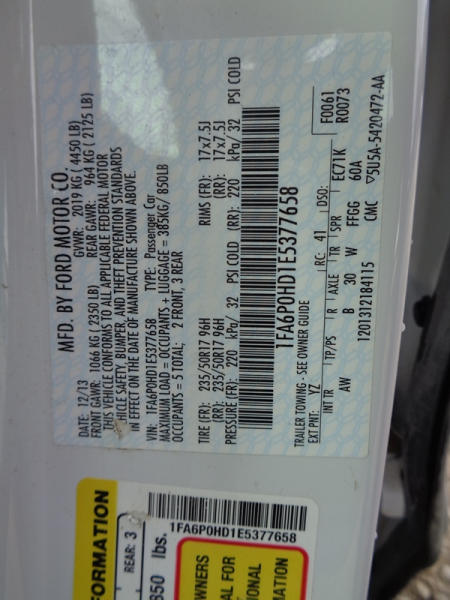 MFD. BY FORD MOTOR CO.
DATE: 12/13 GVWR: 2019 KG ( 4450 LB)
FRONT GAWR: 1066 KG ( 2350 LB) REAR GAWR: 964 KG ( 2125 LB)
THIS VEHICLE CONFORMS TO ALL APPLICABLE FEDERAL MOTOR
VEHICLE SAFETY, BUMPER, AND THEFT PREVENTION STANDARDS
IN EFFECT ON THE DATE OF MANUFACTURE SHOWN ABOVE.
VIN: 1FA6P0HD1E5377658 TYPE: Passenger Car
MAXIMUM LOAD = OCCUPANTS + LUGGAGE = 385KG/ 850LB
OCCUPANTS = 5 TOTAL: 2 FRONT, 3 REAR
TIRE (FR): 235/50R17 96H RIMS (FR): 17x7.5J
(RR): 235/50R17 96H (RR): 17x7.5J
PRESSURE (FR): 220 kPa/ 32 PSI COLD (RR): 220 kPa/ 32 PSI COLD
1FA6P0HD1E5377658
TRAILER TOWING - SEE OWNER GUIDE F0061
EXT PNT: YZ RC: 41 DSO: R0073
INT TR TP/PS R AXLE TR SPR EC71K
AW B 30 W FFGG 60A
1201312184115 CMC ▽5U5A-5420472-AA
FORMATION
REAR: 3
850 lbs.
1FA6P0HD1E5377658
WNERS
AL FOR
IONAL
MATION